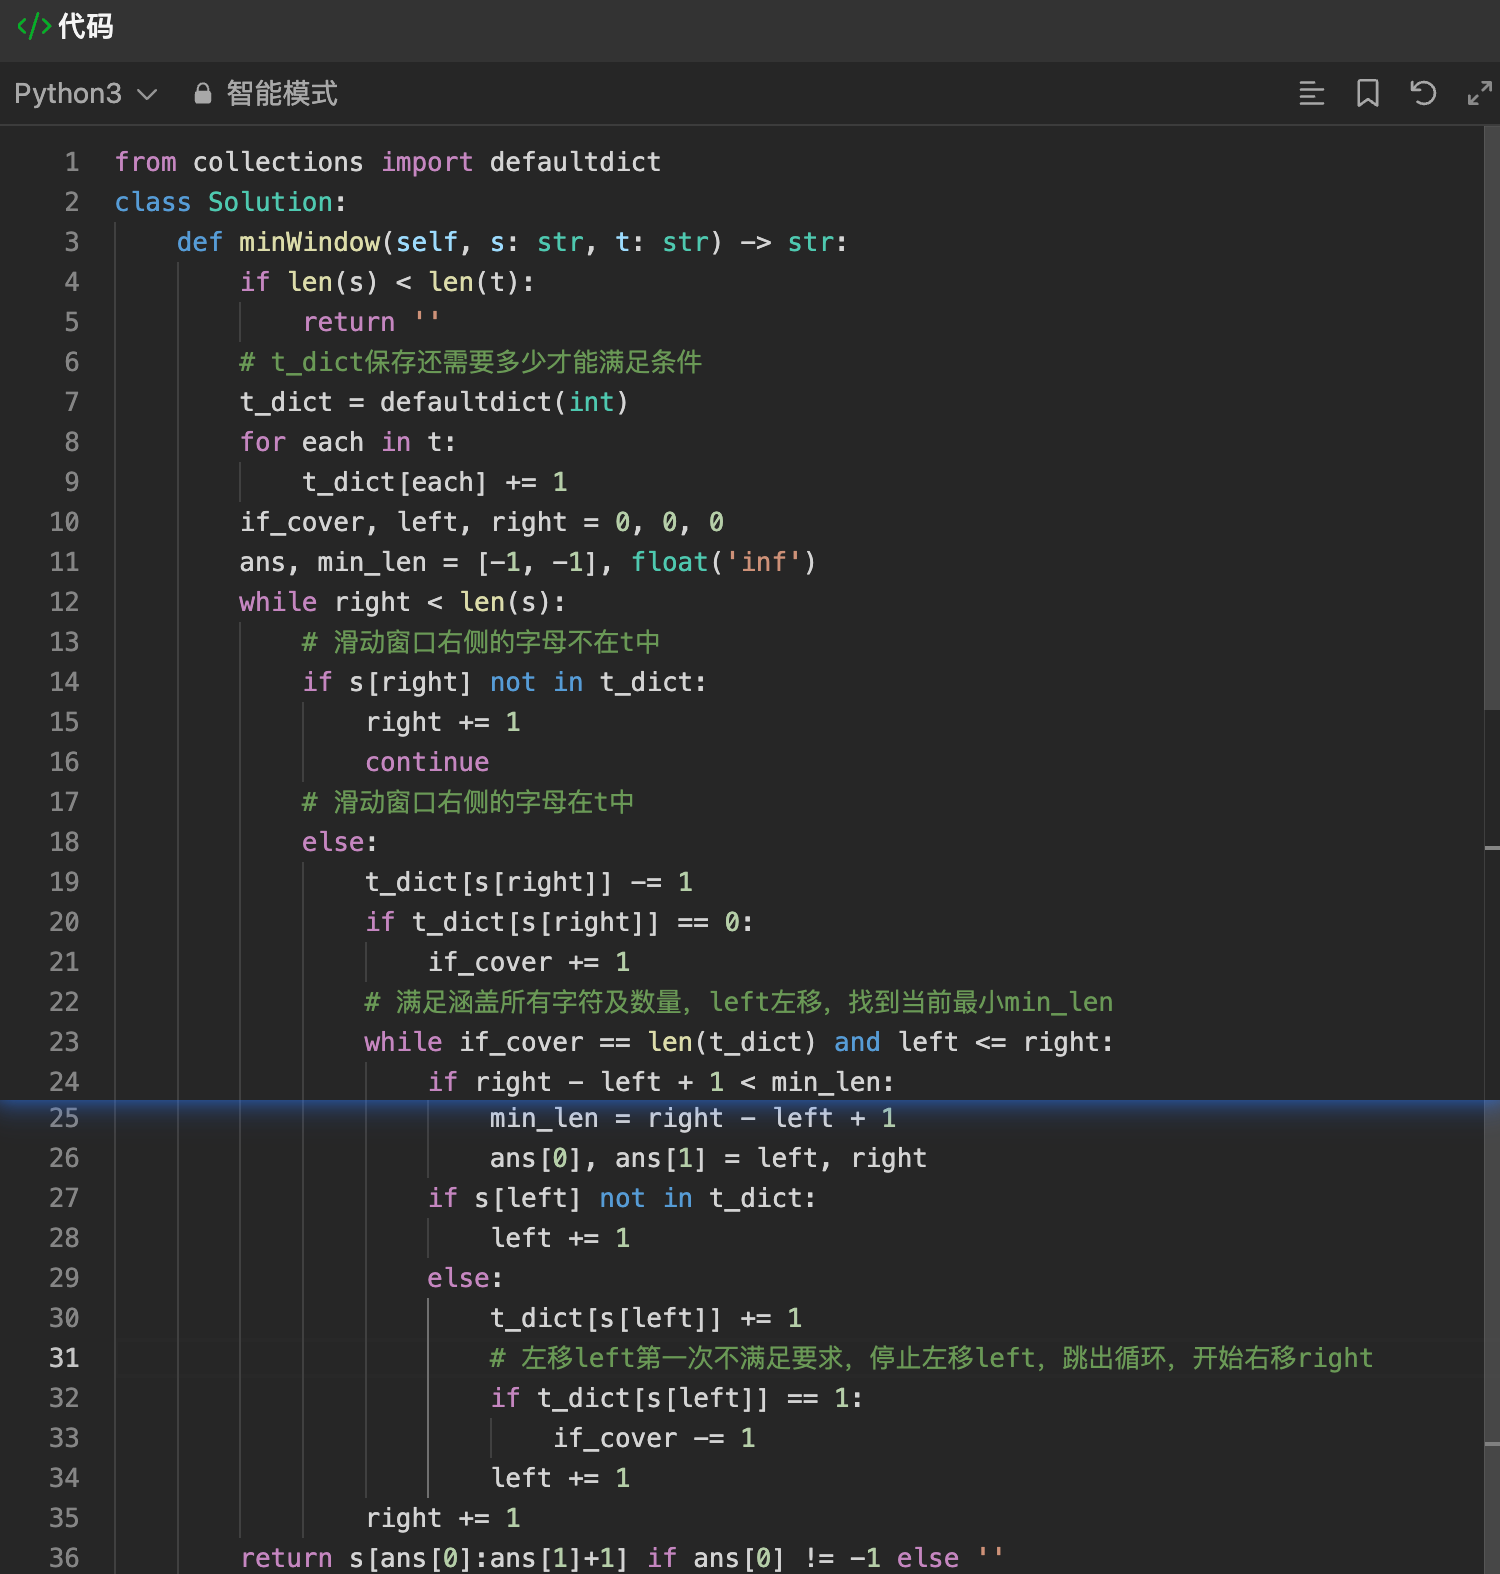 </> 代码
Python3 智能模式
1 from collections import defaultdict
2 class Solution:
3     def minWindow(self, s: str, t: str) -> str:
4         if len(s) < len(t):
5             return ''
6         # t_dict保存还需要多少才能满足条件
7         t_dict = defaultdict(int)
8         for each in t:
9             t_dict[each] += 1
10         if_cover, left, right = 0, 0, 0
11         ans, min_len = [-1, -1], float('inf')
12         while right < len(s):
13             # 滑动窗口右侧的字母不在t中
14             if s[right] not in t_dict:
15                 right += 1
16                 continue
17             # 滑动窗口右侧的字母在t中
18             else:
19                 t_dict[s[right]] -= 1
20                 if t_dict[s[right]] == 0:
21                     if_cover += 1
22                 # 满足涵盖所有字符及数量，left左移，找到当前最小min_len
23                 while if_cover == len(t_dict) and left <= right:
24                     if right - left + 1 < min_len:
25                         min_len = right - left + 1
26                         ans[0], ans[1] = left, right
27                     if s[left] not in t_dict:
28                         left += 1
29                     else:
30                         t_dict[s[left]] += 1
31                         # 左移left第一次不满足要求，停止左移left，跳出循环，开始右移right
32                         if t_dict[s[left]] == 1:
33                             if_cover -= 1
34                         left += 1
35                 right += 1
36         return s[ans[0]:ans[1]+1] if ans[0] != -1 else ''